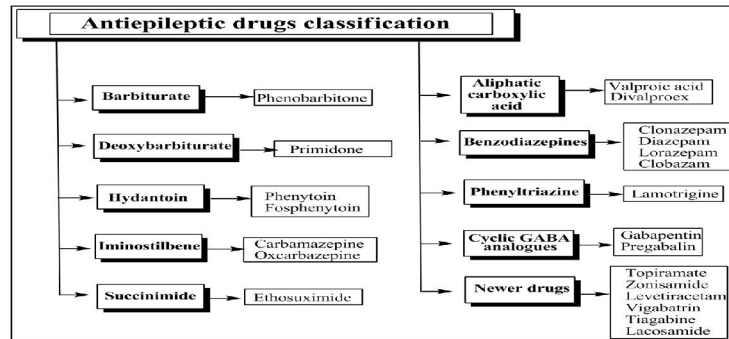 Antiepileptic drugs classification
Barbiturate
Phenobarbitone
Deoxybarbiturate
Primidone
Hydantoin
Phenytoin
Fosphenytoin
Iminostilbene
Carbamazepine
Oxcarbazepine
Succinimide
Ethosuximide
Aliphatic
carboxylic
acid
Valproic acid
Divalproex
Benzodiazepines
Clonazepam
Diazepam
Lorazepam
Clobazam
Phenyltriazine
Lamotrigine
Cyclic GABA
analogues
Gabapentin
Pregabalin
Newer drugs
Topiramate
Zonisamide
Levetiracetam
Vigabatrin
Tiagabine
Lacosamide